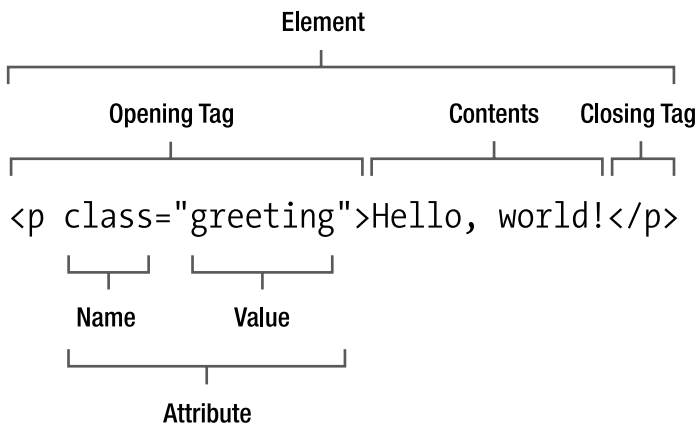 Element
Opening Tag Contents Closing Tag
<p class="greeting">Hello, world!</p>
Name Value
Attribute